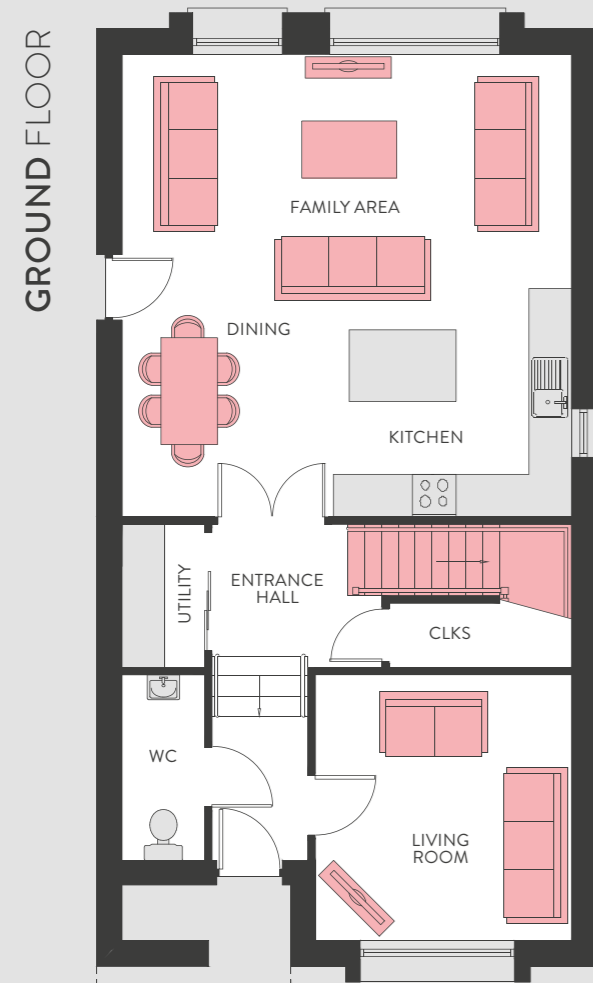 GROUND FLOOR
FAMILY AREA
DINING
KITCHEN
UTILITY
ENTRANCE
HALL
CLKS
WC
LIVING
ROOM